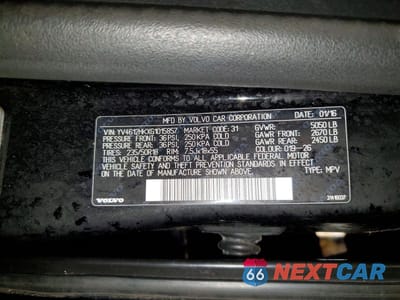 MFD.BY VOLVO CAR CORPORATION DATE: 01/16
VIN: YV4612HKXG1015857 MARKET CODE: 31 GVWR: 5050 LB
PRESSURE FRONT: 36 PSI, 250 KPA COLD GAWR FRONT: 2670 LB
PRESSURE REAR: 36 PSI, 250 KPA COLD GAWR REAR: 2450 LB
TIRES: 235/50R18 RIM: 7.5Jx18x55 COLOUR: 019-26
THIS VEHICLE CONFORMS TO ALL APPLICABLE FEDERAL MOTOR
VEHICLE SAFETY, BUMPER, AND THEFT PREVENTION STANDARDS
IN EFFECT ON THE DATE OF MANUFACTURE SHOWN ABOVE. TYPE: MPV
VOLVO
66 NEXTCAR